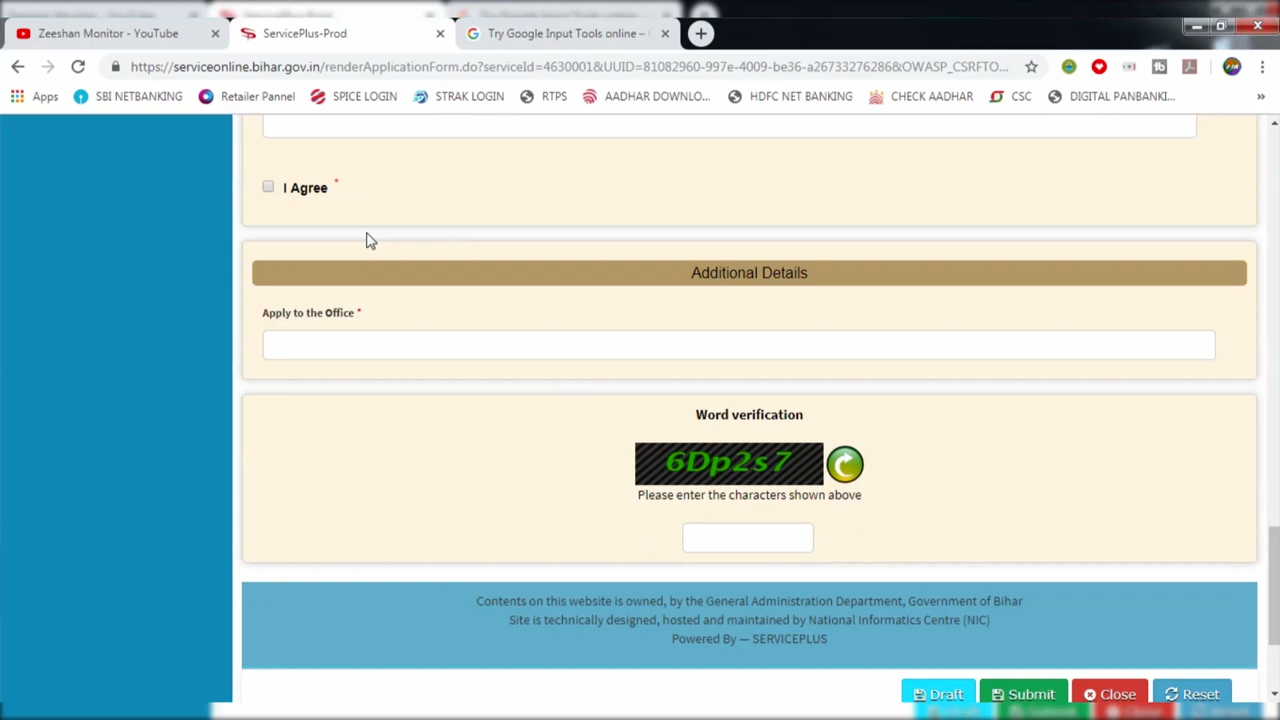 Zeeshan Monitor - YouTube
ServicePlus-Prod
Try Google Input Tools online –
https://serviceonline.bihar.gov.in/renderApplicationForm.do?serviceId=4630001&UUID=81082960-997e-4009-be36-a26733276286&OWASP_CSRFTO...
Apps SBI NETBANKING Retailer Pannel SPICE LOGIN STRAK LOGIN RTPS AADHAR DOWNLO... HDFC NET BANKING CHECK AADHAR CSC DIGITAL PANBANKI... »
I Agree *
Additional Details
Apply to the Office *
Word verification
6Dp2s7
Please enter the characters shown above
Contents on this website is owned, by the General Administration Department, Government of Bihar
Site is technically designed, hosted and maintained by National Informatics Centre (NIC)
Powered By — SERVICEPLUS
Draft Submit Close Reset